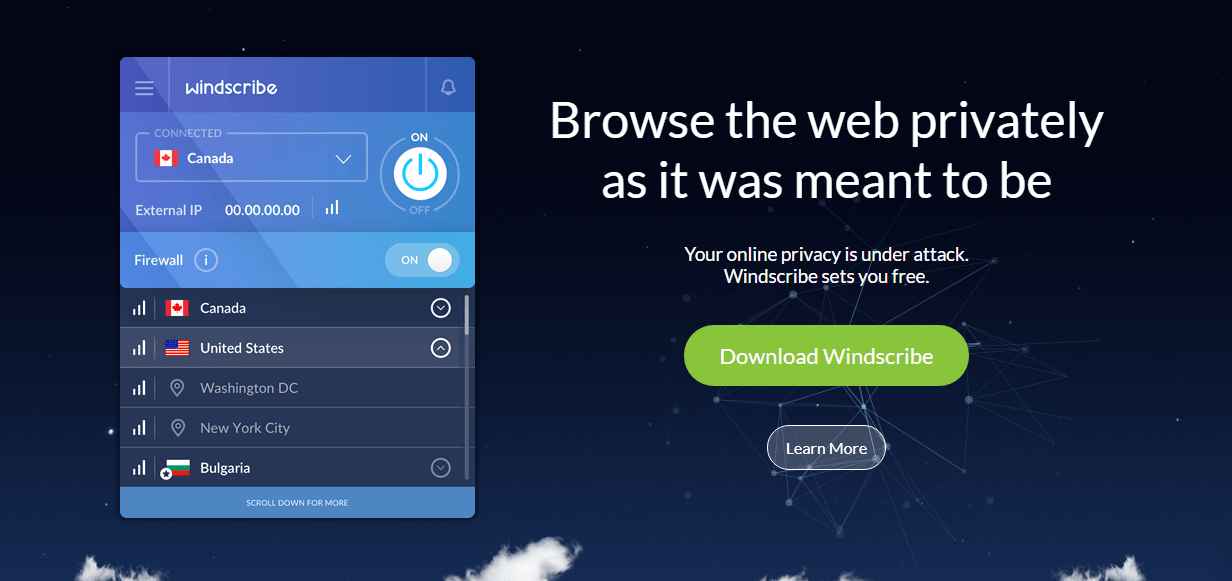 windscribe
CONNECTED
Canada
ON
OFF
External IP 00.00.00.00
Firewall i ON
Canada
United States
Washington DC
New York City
Bulgaria
SCROLL DOWN FOR MORE
Browse the web privately
as it was meant to be
Your online privacy is under attack.
Windscribe sets you free.
Download Windscribe
Learn More